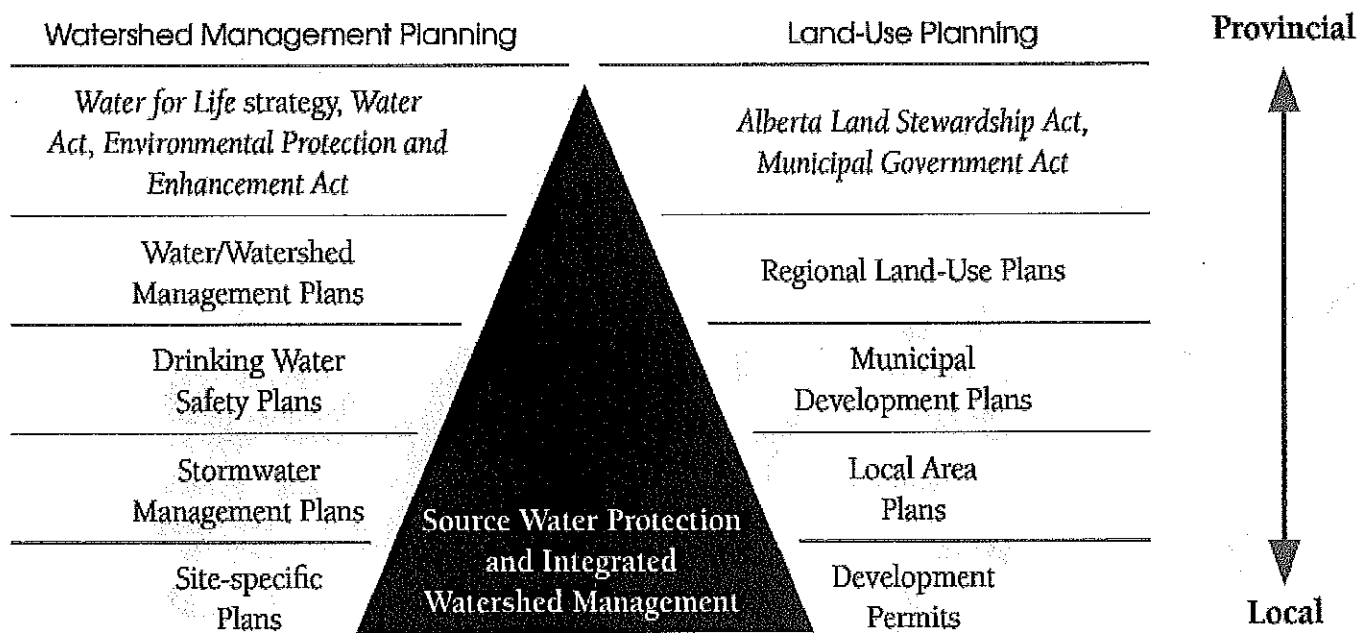 Watershed Management Planning
Land-Use Planning
Provincial
Water for Life strategy, Water
Act, Environmental Protection and
Enhancement Act
Alberta Land Stewardship Act,
Municipal Government Act
Water/Watershed
Management Plans
Regional Land-Use Plans
Drinking Water
Safety Plans
Municipal
Development Plans
Stormwater
Management Plans
Local Area
Plans
Site-specific
Plans
Source Water Protection
and Integrated
Watershed Management
Development
Permits
Local